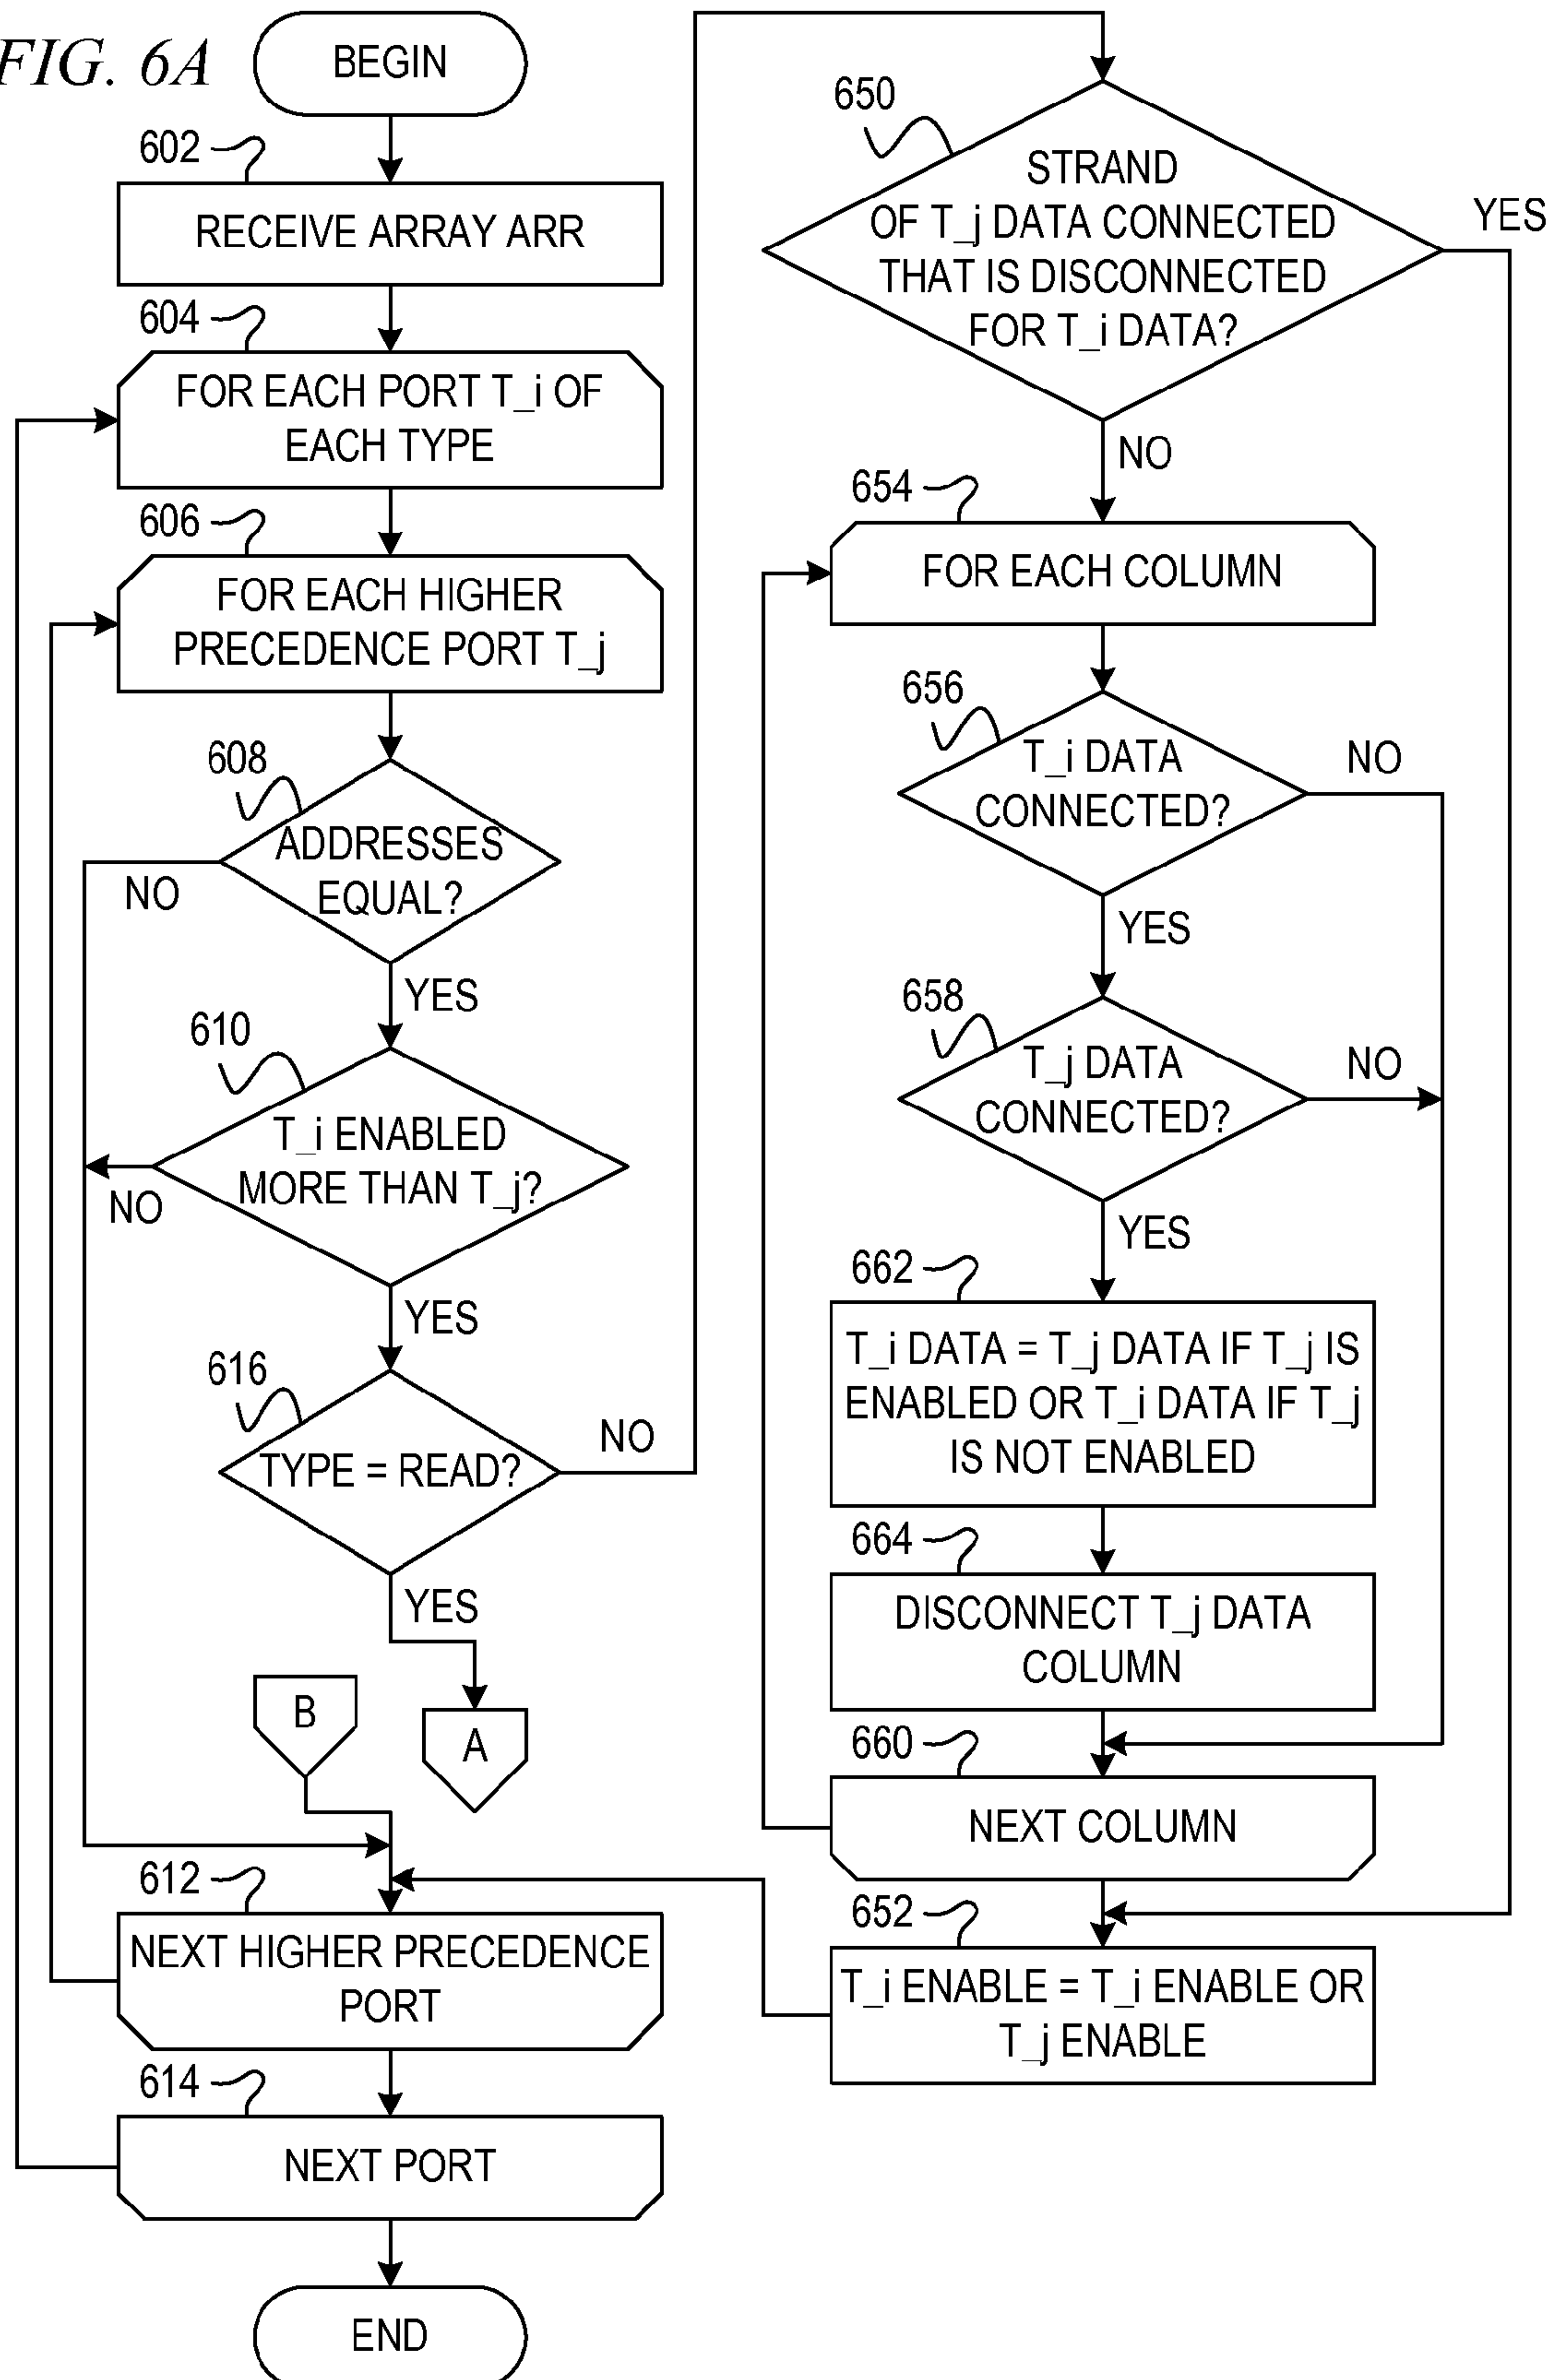 FIG. 6A
BEGIN
602
RECEIVE ARRAY ARR
604
FOR EACH PORT T_i OF
EACH TYPE
606
FOR EACH HIGHER
PRECEDENCE PORT T_j
608
ADDRESSES
EQUAL?
NO
YES
610
T_i ENABLED
MORE THAN T_j?
NO
YES
616
TYPE = READ?
NO
YES
B
A
612
NEXT HIGHER PRECEDENCE
PORT
614
NEXT PORT
END
650
STRAND
OF T_j DATA CONNECTED
THAT IS DISCONNECTED
FOR T_i DATA?
YES
NO
654
FOR EACH COLUMN
656
T_i DATA
CONNECTED?
NO
YES
658
T_j DATA
CONNECTED?
NO
YES
662
T_i DATA = T_j DATA IF T_j IS
ENABLED OR T_i DATA IF T_j
IS NOT ENABLED
664
DISCONNECT T_j DATA
COLUMN
660
NEXT COLUMN
652
T_i ENABLE = T_i ENABLE OR
T_j ENABLE